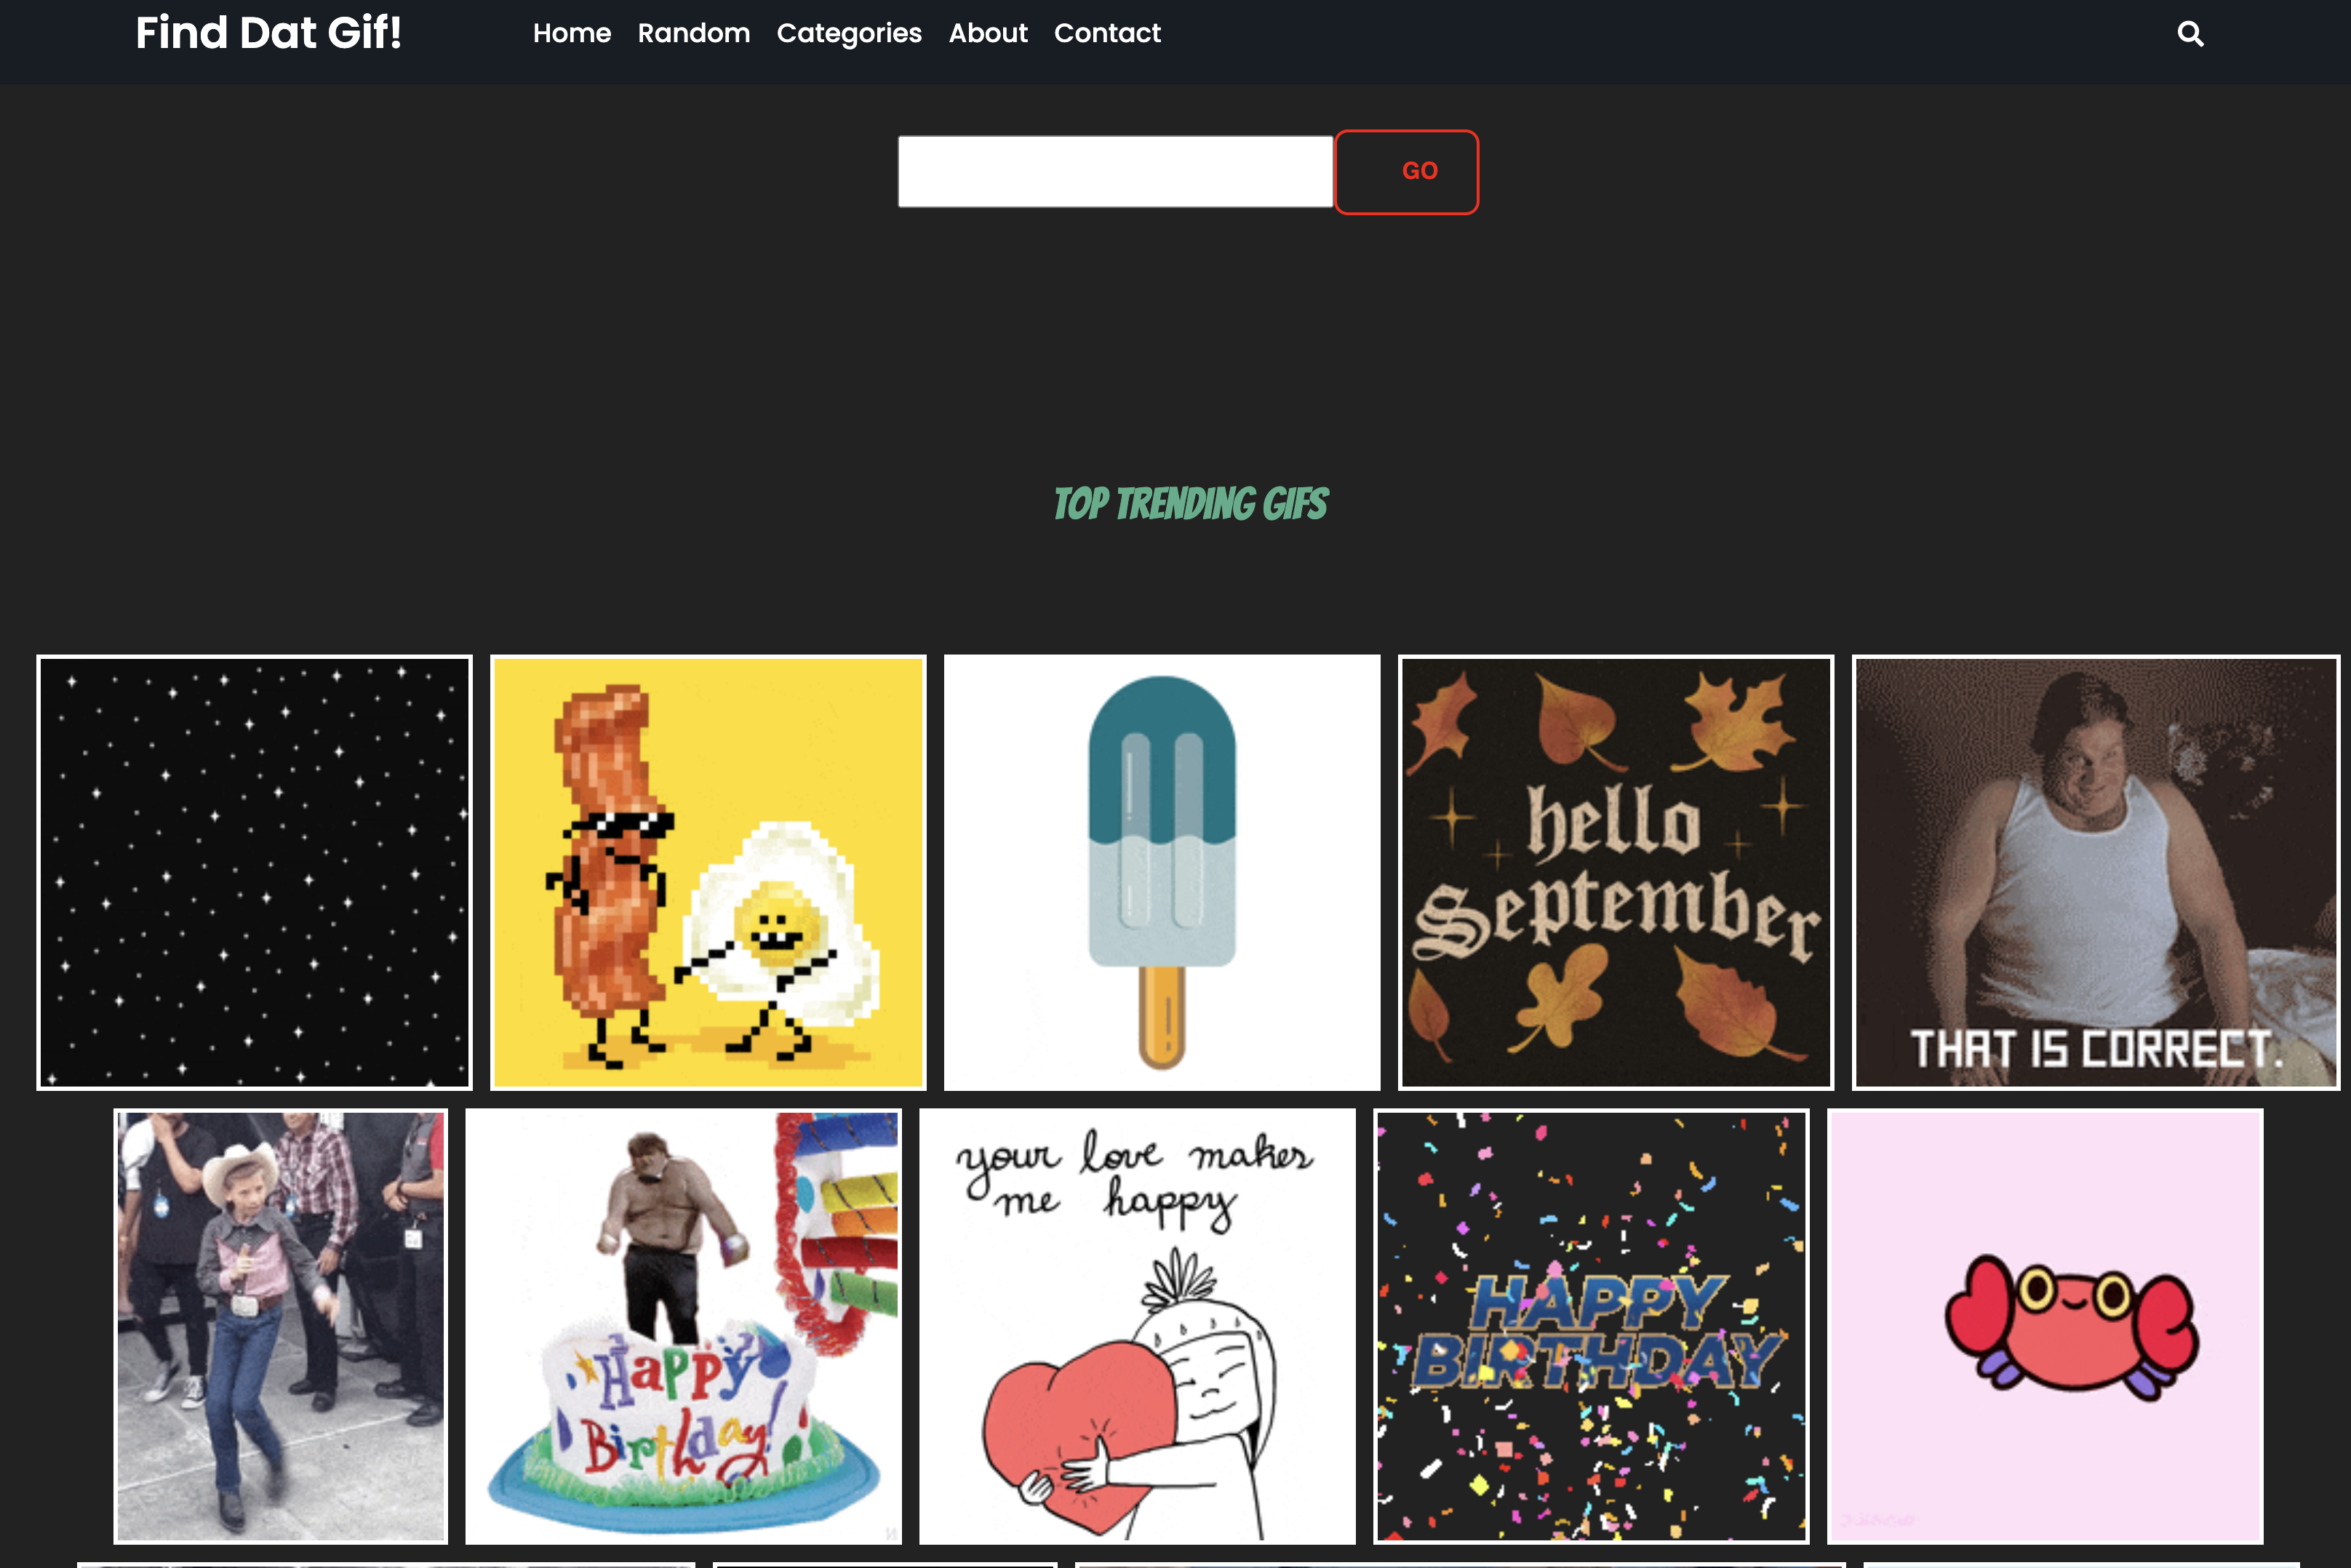 Find Dat Gif!
Home Random Categories About Contact
GO
TOP TRENDING GIFS
hello
September
THAT IS CORRECT.
Happy
Birthday!
your love makes
me happy
HAPPY
BIRTHDAY